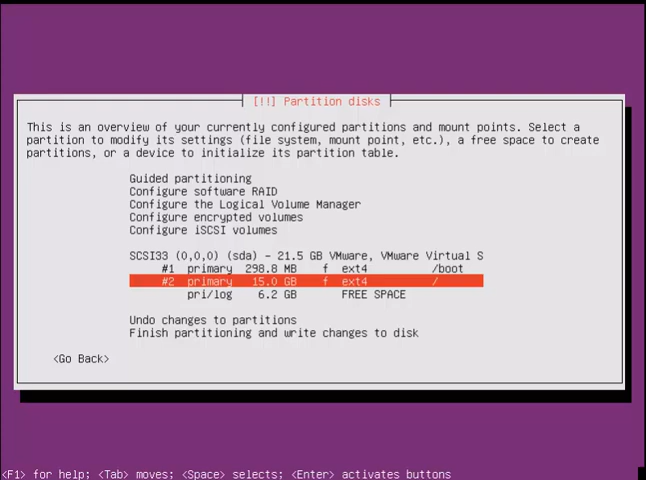 [!!] Partition disks
This is an overview of your currently configured partitions and mount points. Select a
partition to modify its settings (file system, mount point, etc.), a free space to create
partitions, or a device to initialize its partition table.
Guided partitioning
Configure software RAID
Configure the Logical Volume Manager
Configure encrypted volumes
Configure iSCSI volumes
SCSI33 (0,0,0) (sda) - 21.5 GB VMware, VMware Virtual S
#1 primary 298.8 MB f ext4 /boot
#2 primary 15.0 GB f ext4 /
pri/log 6.2 GB FREE SPACE
Undo changes to partitions
Finish partitioning and write changes to disk
<Go Back>
<F1> for help; <Tab> moves; <Space> selects; <Enter> activates buttons